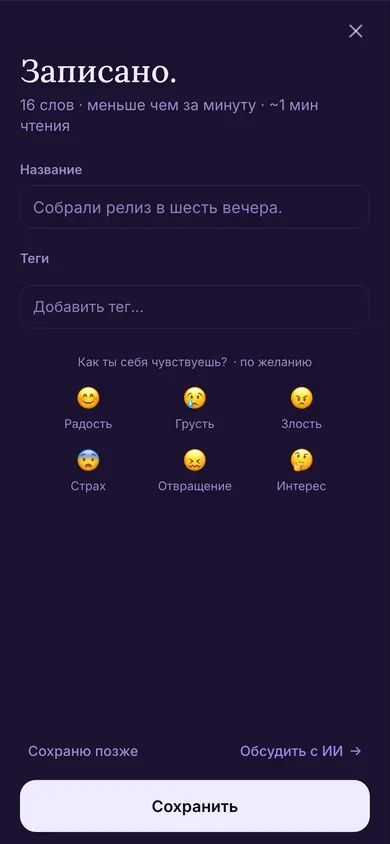 Записано.
16 слов · меньше чем за минуту · ~1 мин
чтения
Название
Собрали релиз в шесть вечера.
Теги
Добавить тег...
Как ты себя чувствуешь? · по желанию
Радость Грусть Злость
Страх Отвращение Интерес
Сохраню позже Обсудить с ИИ →
Сохранить